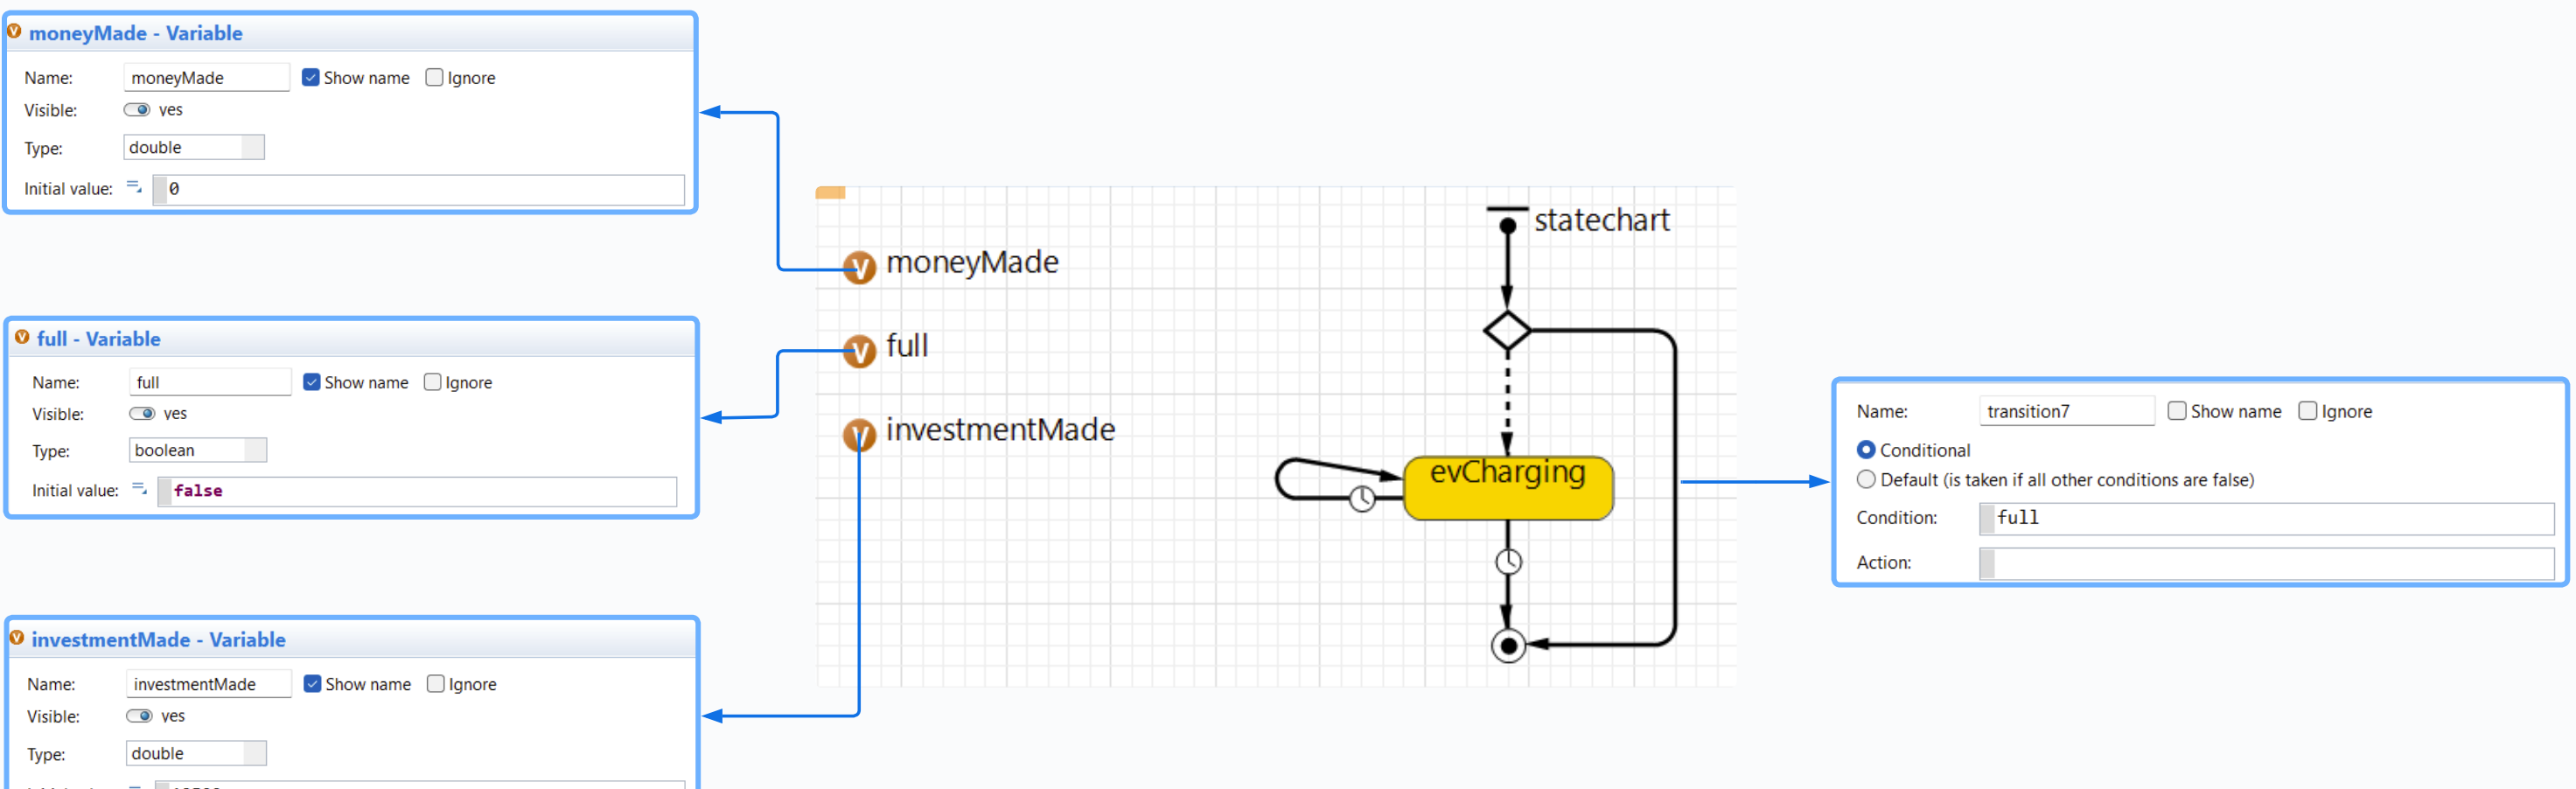 moneyMade - Variable
Name: moneyMade Show name Ignore
Visible: yes
Type: double
Initial value: 0
full - Variable
Name: full Show name Ignore
Visible: yes
Type: boolean
Initial value: false
investmentMade - Variable
Name: investmentMade Show name Ignore
Visible: yes
Type: double
moneyMade
full
investmentMade
statechart
evCharging
Name: transition7 Show name Ignore
Conditional
Default (is taken if all other conditions are false)
Condition: full
Action: